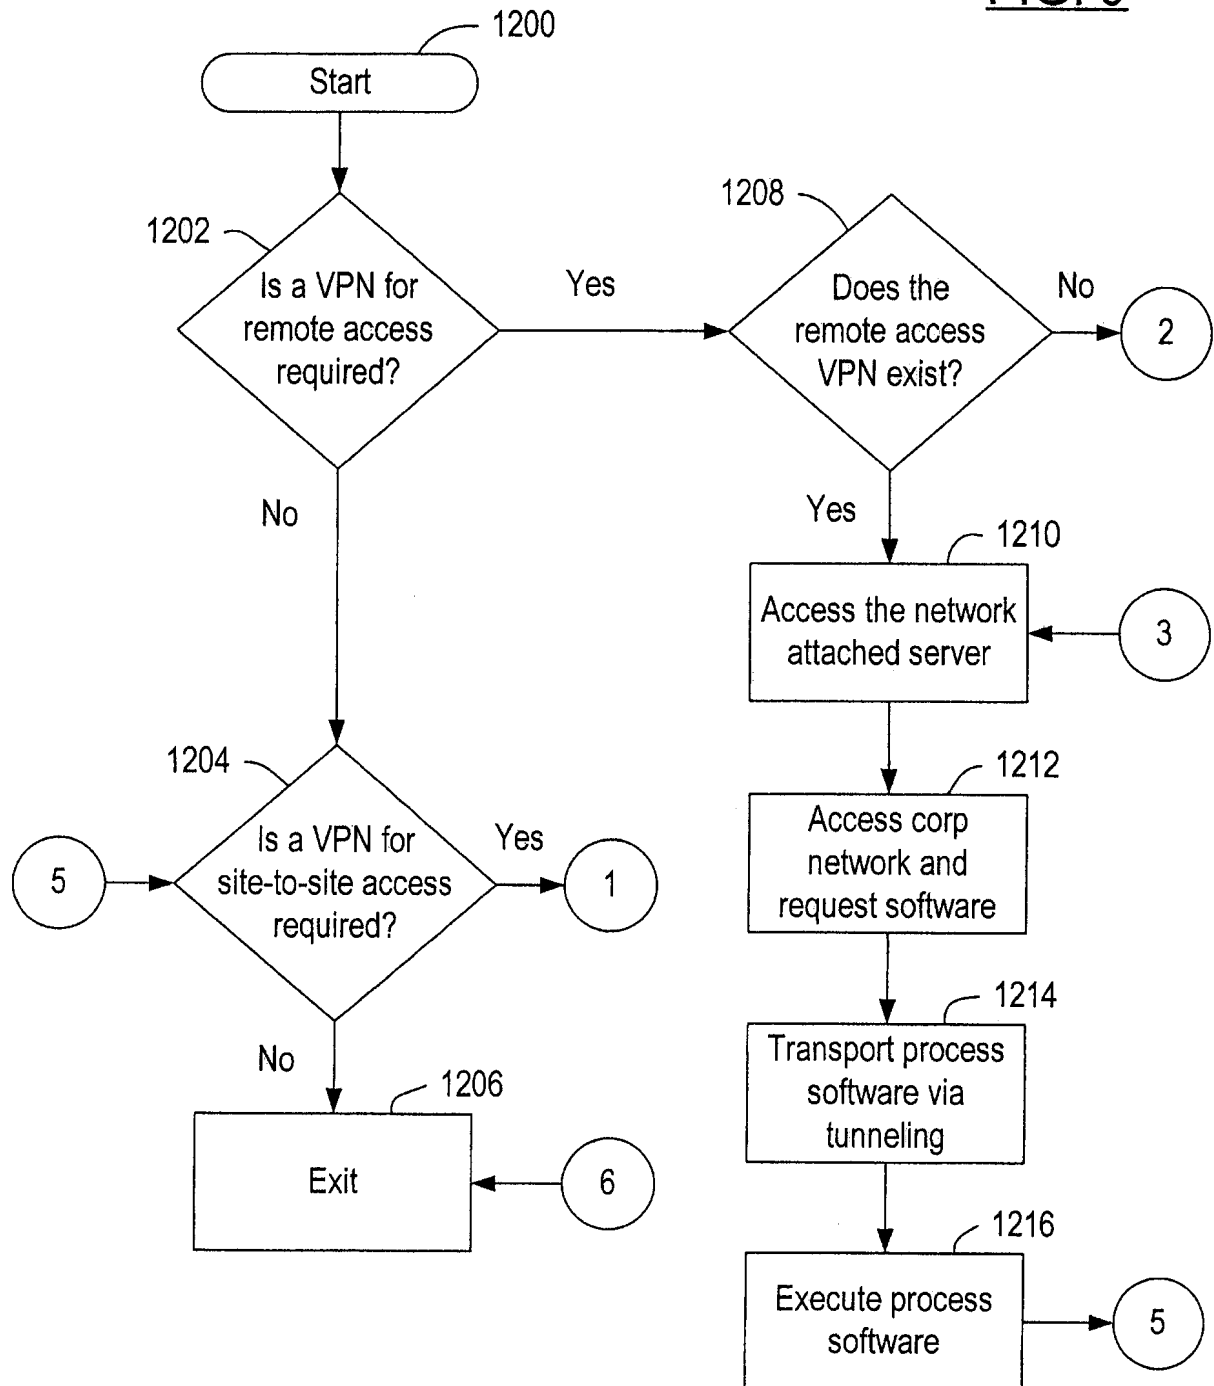 1200
Start
1202
Is a VPN for
remote access
required?
Yes
1208
Does the
remote access
VPN exist?
No
2
No
Yes
1210
Access the network
attached server
3
1204
Is a VPN for
site-to-site access
required?
5
Yes
1
1212
Access corp
network and
request software
No
1214
Transport process
software via
tunneling
1206
Exit
6
1216
Execute process
software
5